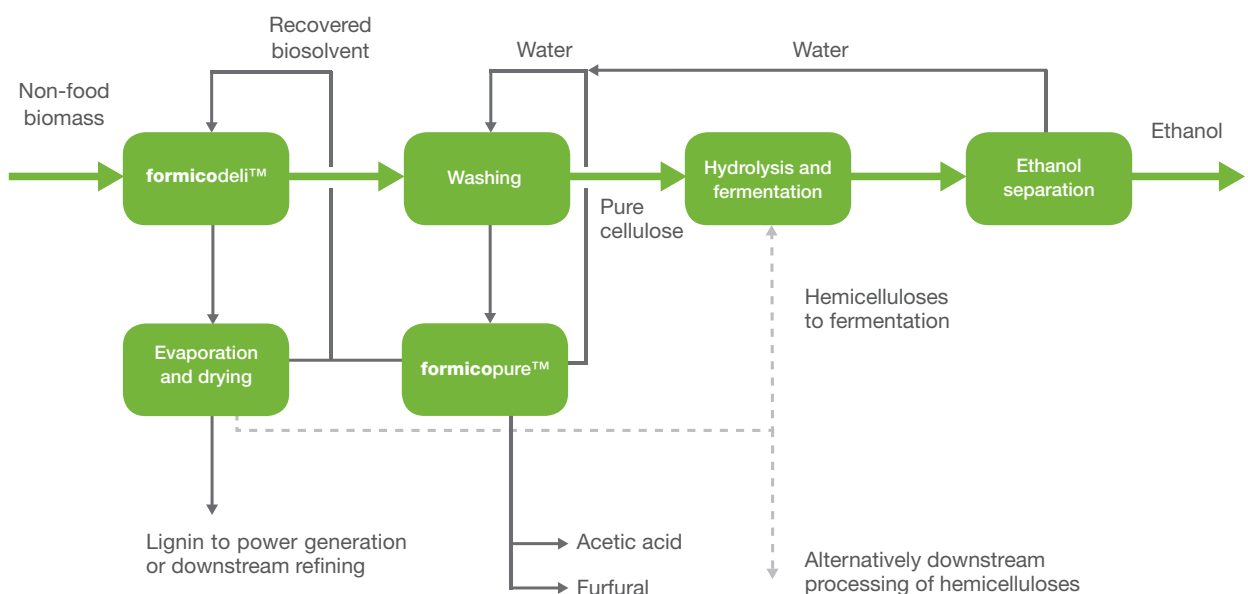 Recovered
biosolvent
Water
Water
Non-food
biomass
Ethanol
formicodeli™
Washing
Hydrolysis and
fermentation
Ethanol
separation
Pure
cellulose
Hemicelluloses
to fermentation
Evaporation
and drying
formicopure™
Lignin to power generation
or downstream refining
Acetic acid
Furfural
Alternatively downstream
processing of hemicelluloses